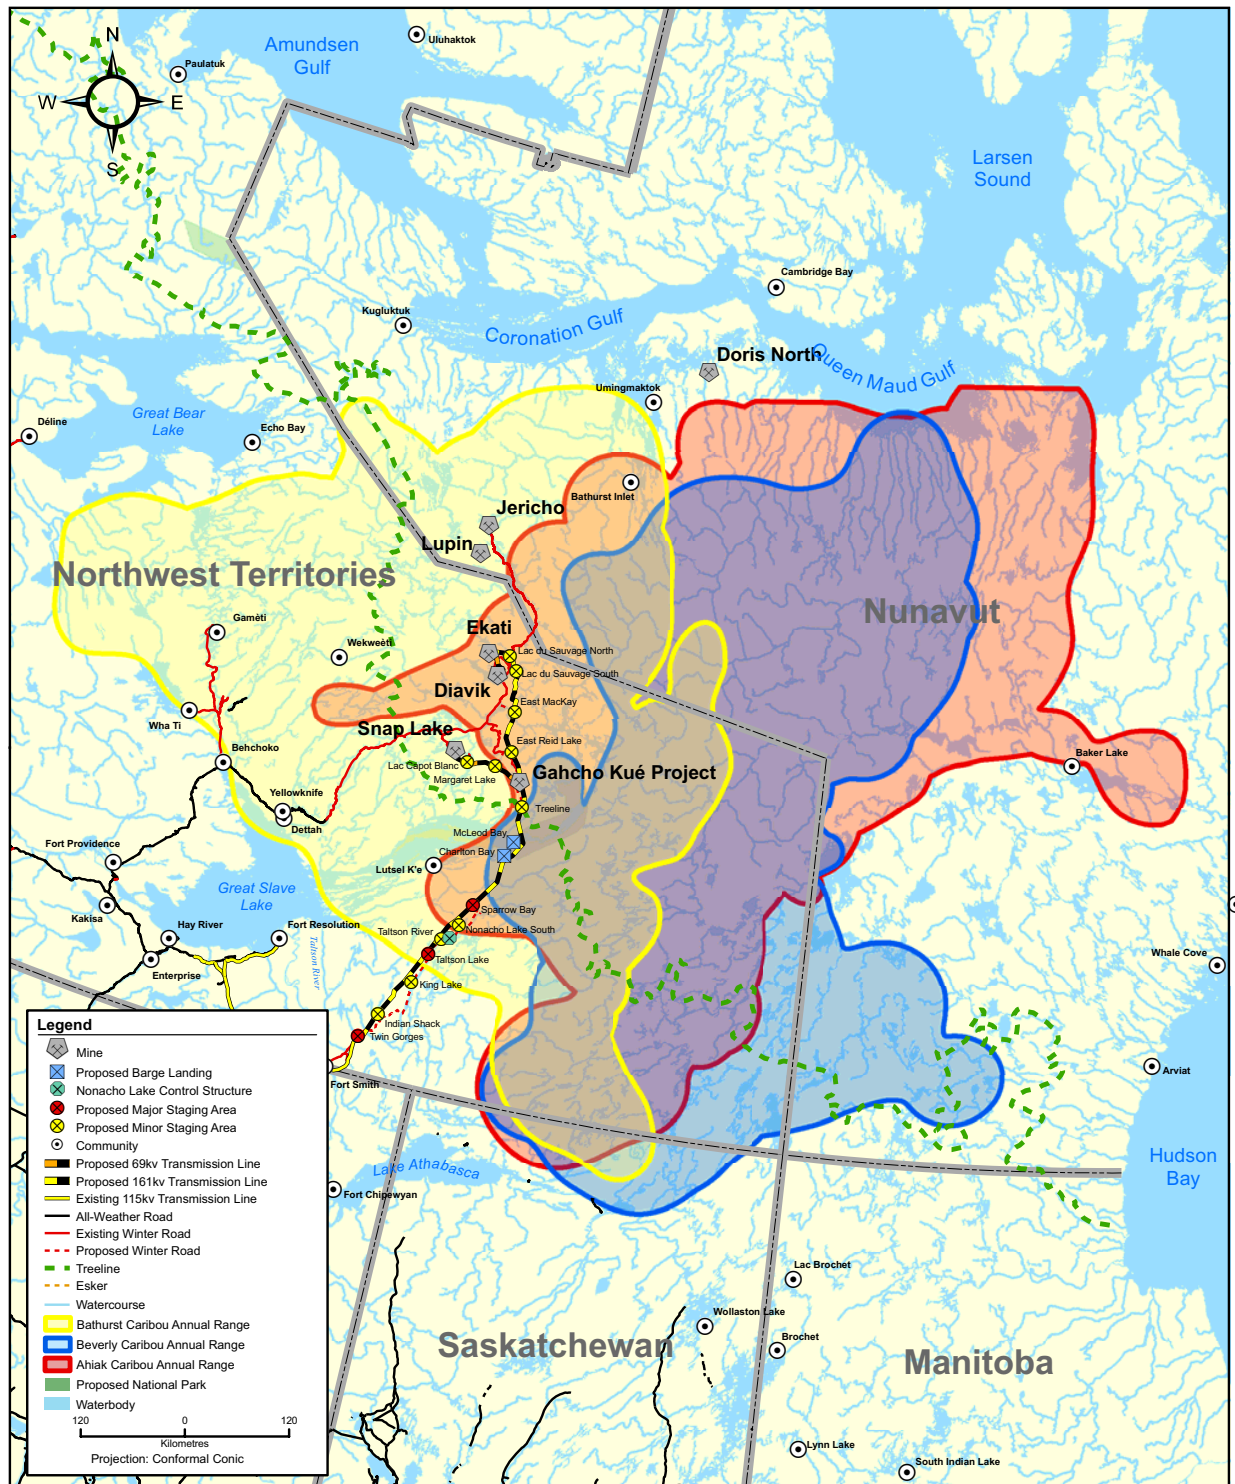 N
W
E
S
Paulatuk
Amundsen
Gulf
Uluhaktok
Larsen
Sound
Cambridge Bay
Kugluktuk
Coronation Gulf
Doris North
Queen Maud Gulf
Umingmaktok
Great Bear
Lake
Déline
Echo Bay
Bathurst Inlet
Jericho
Lupin
Northwest Territories
Nunavut
Gamèti
Wekweèti
Ekati
Lac du Sauvage North
Lac du Sauvage South
Diavik
East MacKay
Wha Ti
Snap Lake
East Reid Lake
Behchoko
Lac Capot Blanc
Margaret Lake
Gahcho Kué Project
Baker Lake
Yellowknife
Dettah
Treeline
McLeod Bay
Charlton Bay
Fort Providence
Lutsel K'e
Great Slave
Lake
Kakisa
Hay River
Fort Resolution
Sparrow Bay
Taltson River
Nonacho Lake South
Enterprise
Taltson River
Taltson Lake
Whale Cove
King Lake
Indian Shack
Twin Gorges
Fort Smith
Arviat
Lake Athabasca
Fort Chipewyan
Hudson
Bay
Lac Brochet
Wollaston Lake
Brochet
Saskatchewan
Manitoba
Lynn Lake
South Indian Lake
Legend
Mine
Proposed Barge Landing
Nonacho Lake Control Structure
Proposed Major Staging Area
Proposed Minor Staging Area
Community
Proposed 69kv Transmission Line
Proposed 161kv Transmission Line
Existing 115kv Transmission Line
All-Weather Road
Existing Winter Road
Proposed Winter Road
Treeline
Esker
Watercourse
Bathurst Caribou Annual Range
Beverly Caribou Annual Range
Ahiak Caribou Annual Range
Proposed National Park
Waterbody
120 0 120
Kilometres
Projection: Conformal Conic